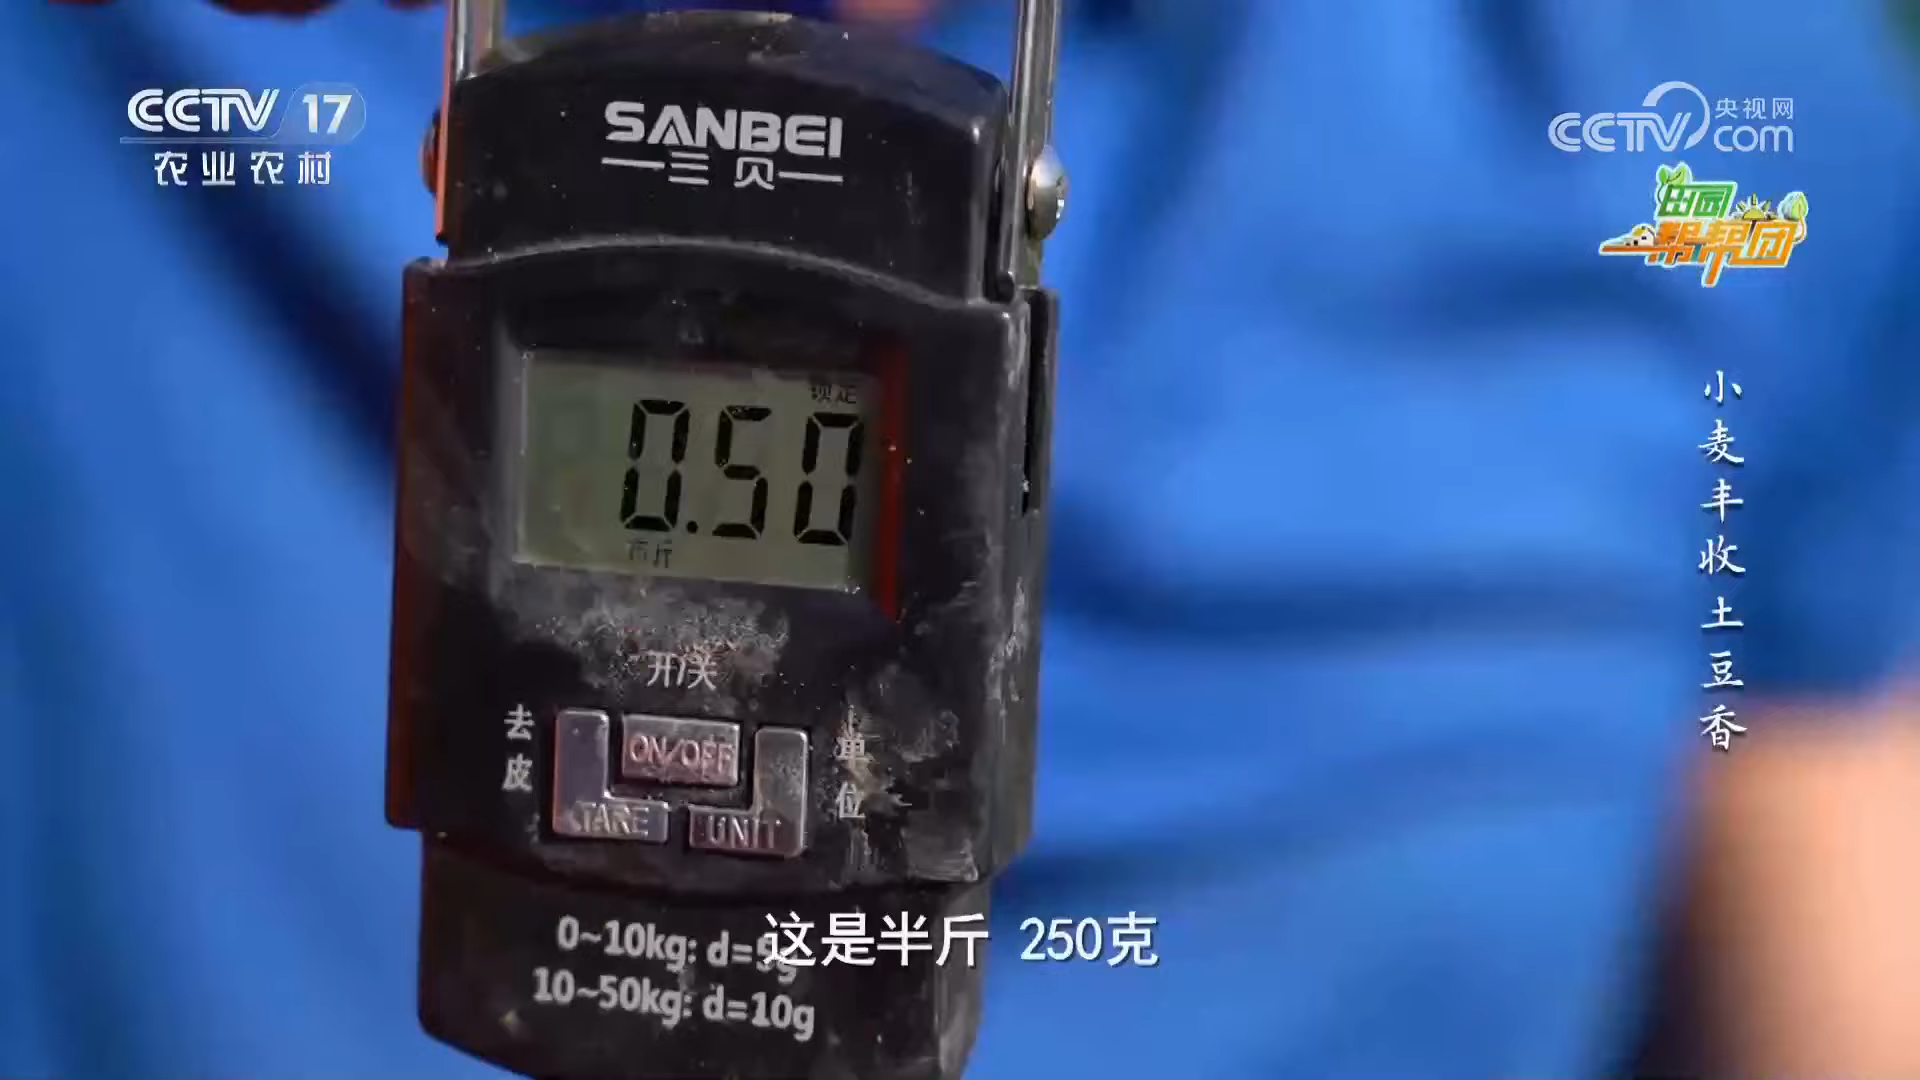 CCTV 17
农业农村
央视网
CCTV com
田园
帮帮团
小麦丰收土豆香
SANBEI
三贝
锁定
0.50
市斤
开/关
去皮
ON/OFF
单位
TARE
UNIT
0~10kg: d=5g
10~50kg: d=10g
这是半斤 250克